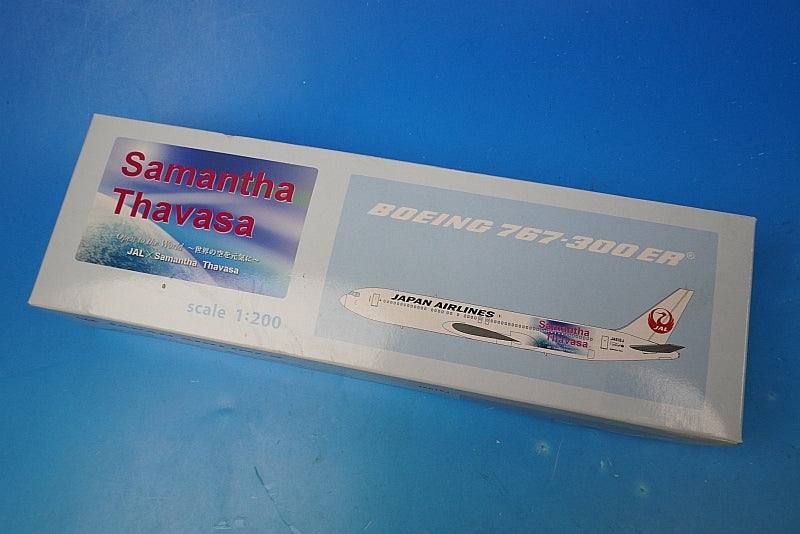 Samantha
Thavasa
Open to the World ～世界の空を元気に～
JAL × Samantha Thavasa
scale 1:200
BOEING 767-300ER®
JAPAN AIRLINES
Samantha
Thavasa
JAL